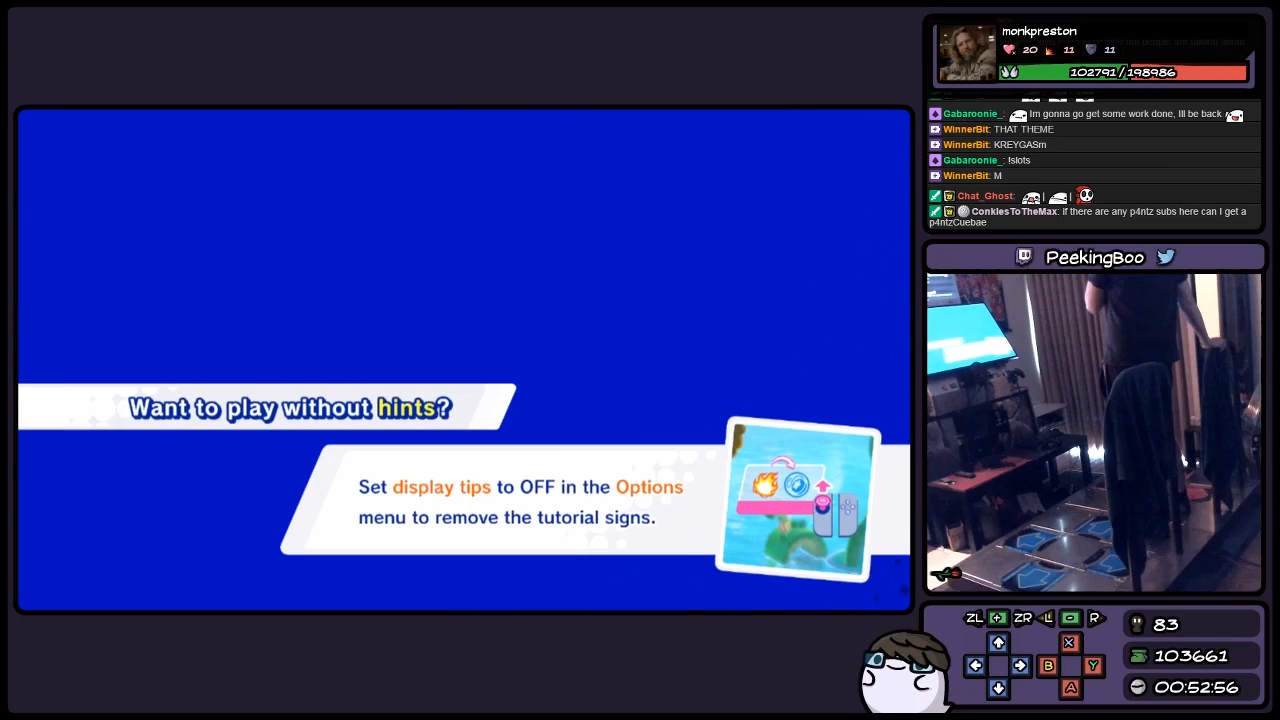 monkpreston
20 11 11
102791/198986
Gabaroonie_: Im gonna go get some work done, Ill be back
WinnerBit: THAT THEME
WinnerBit: KREYGASm
Gabaroonie_: !slots
WinnerBit: M
Chat_Ghost: | |
ConklesToTheMax: If there are any p4ntz subs here can I get a
p4ntzCuebae
PeekingBoo
Want to play without hints?
Set display tips to OFF in the Options
menu to remove the tutorial signs.
ZL + ZR L - R
X
B Y
A
83
103661
00:52:56